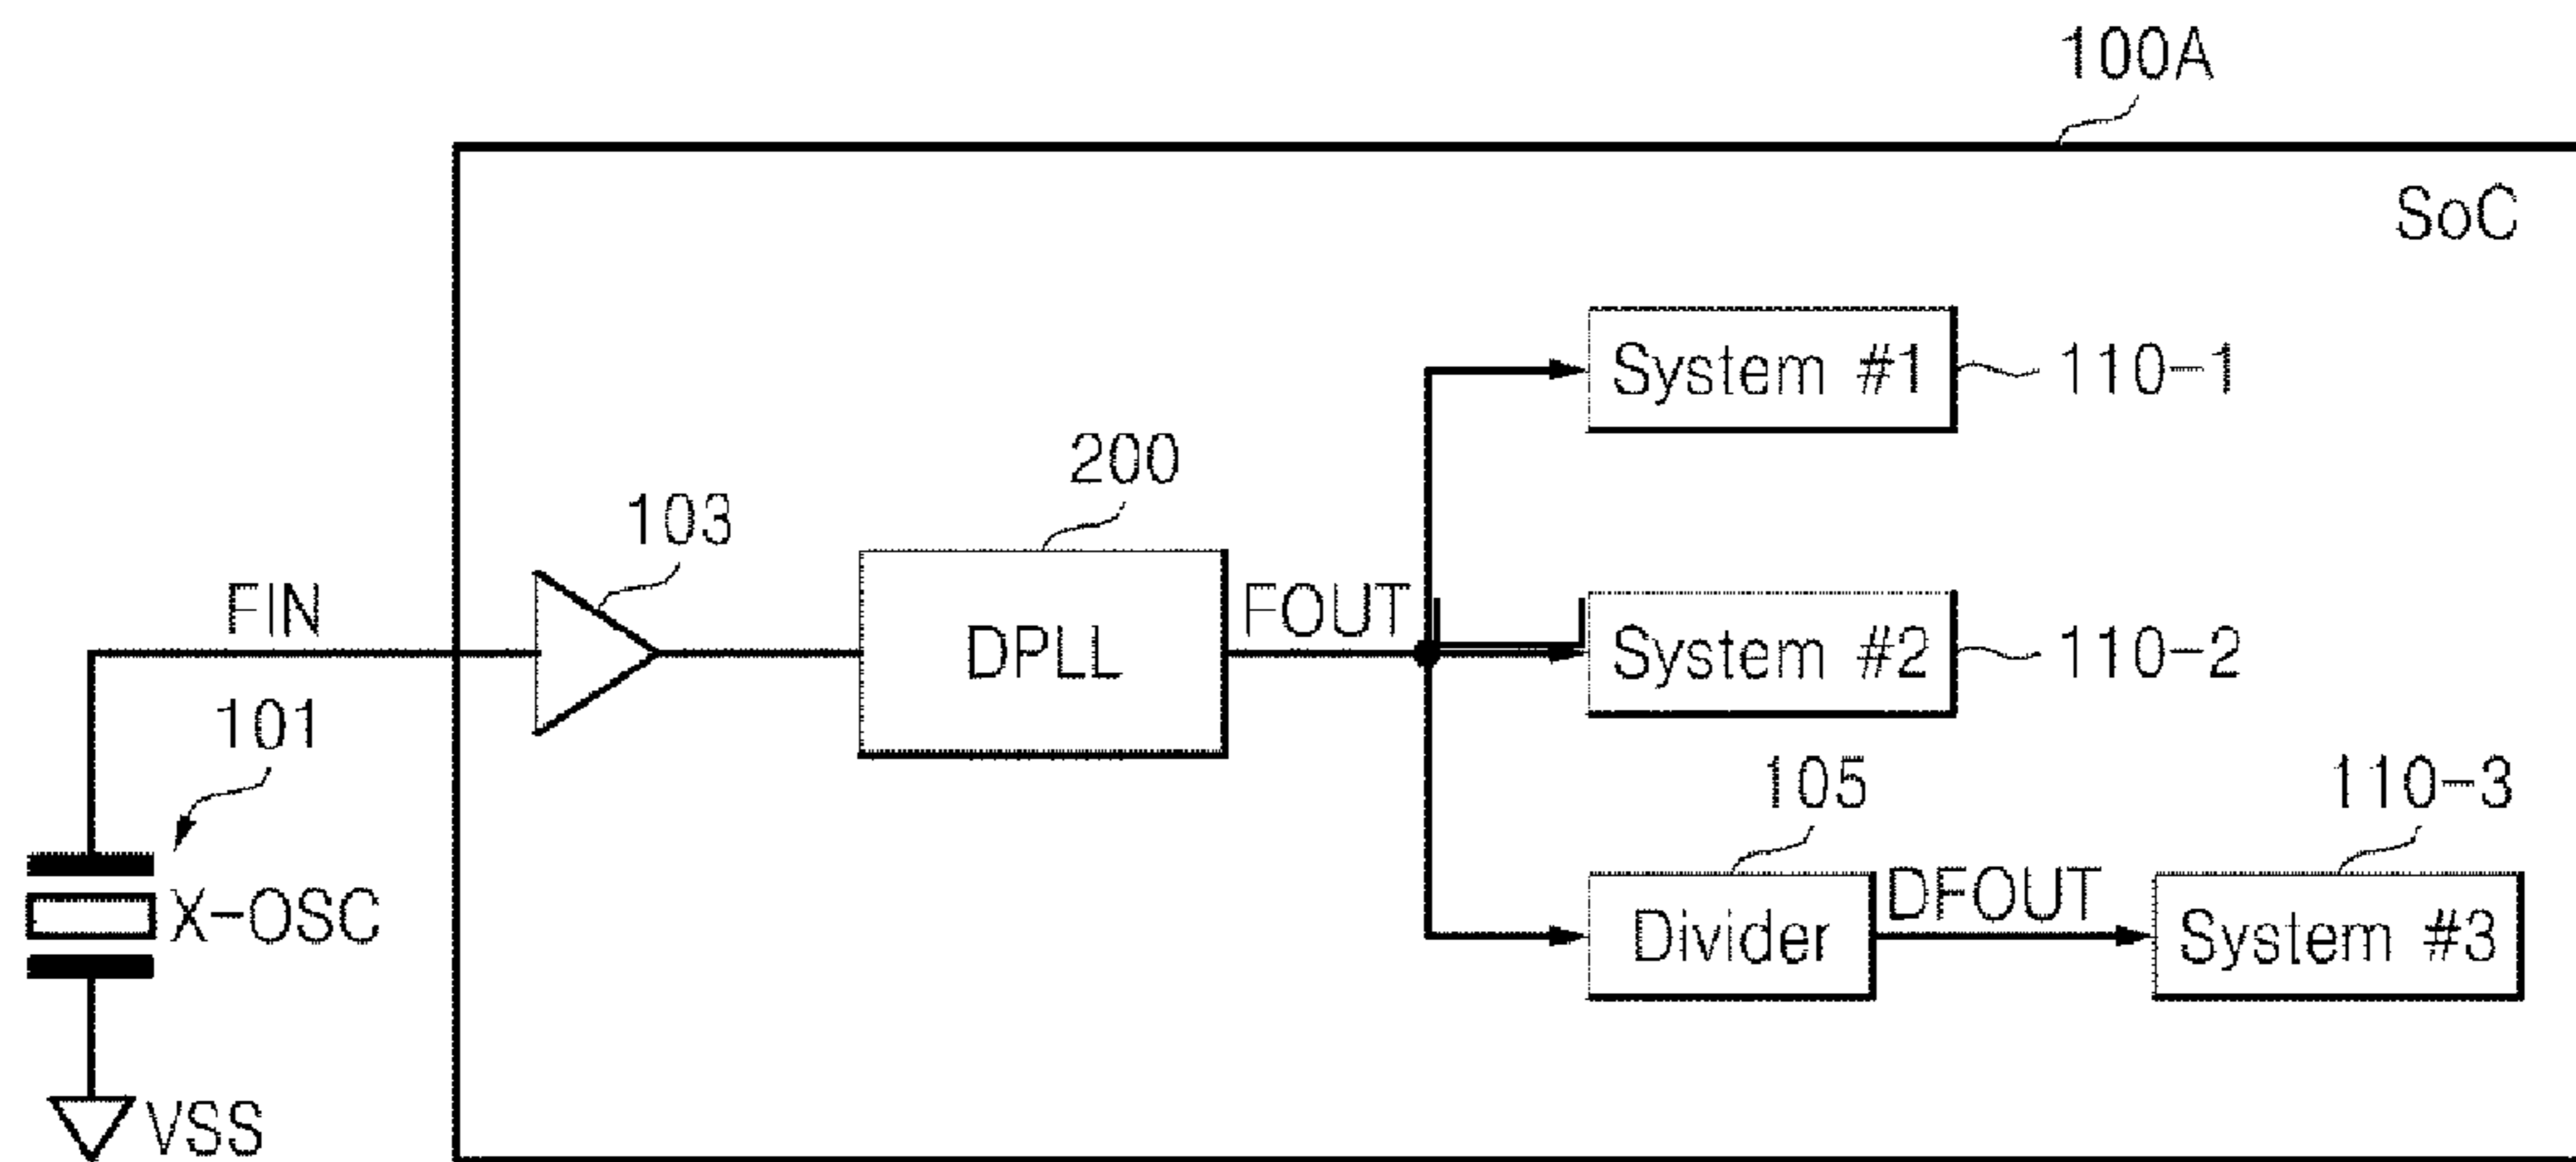 100A
SoC
System #1
110-1
200
103
FIN
DPLL
FOUT
System #2
110-2
101
105
110-3
X-OSC
Divider
DFOUT
System #3
VSS